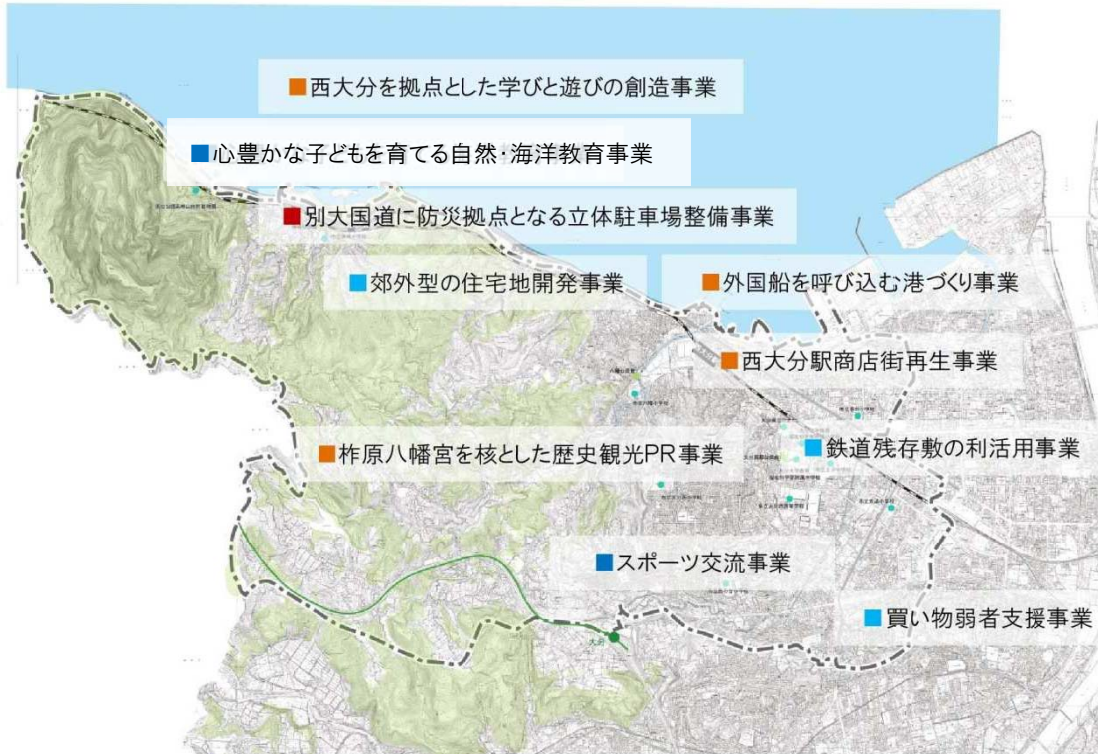 ■西大分を拠点とした学びと遊びの創造事業
■心豊かな子どもを育てる自然・海洋教育事業
■別大国道に防災拠点となる立体駐車場整備事業
■郊外型の住宅地開発事業
■外国船を呼び込む港づくり事業
■西大分駅商店街再生事業
■柞原八幡宮を核とした歴史観光PR事業
■鉄道残存敷の利活用事業
■スポーツ交流事業
■買い物弱者支援事業